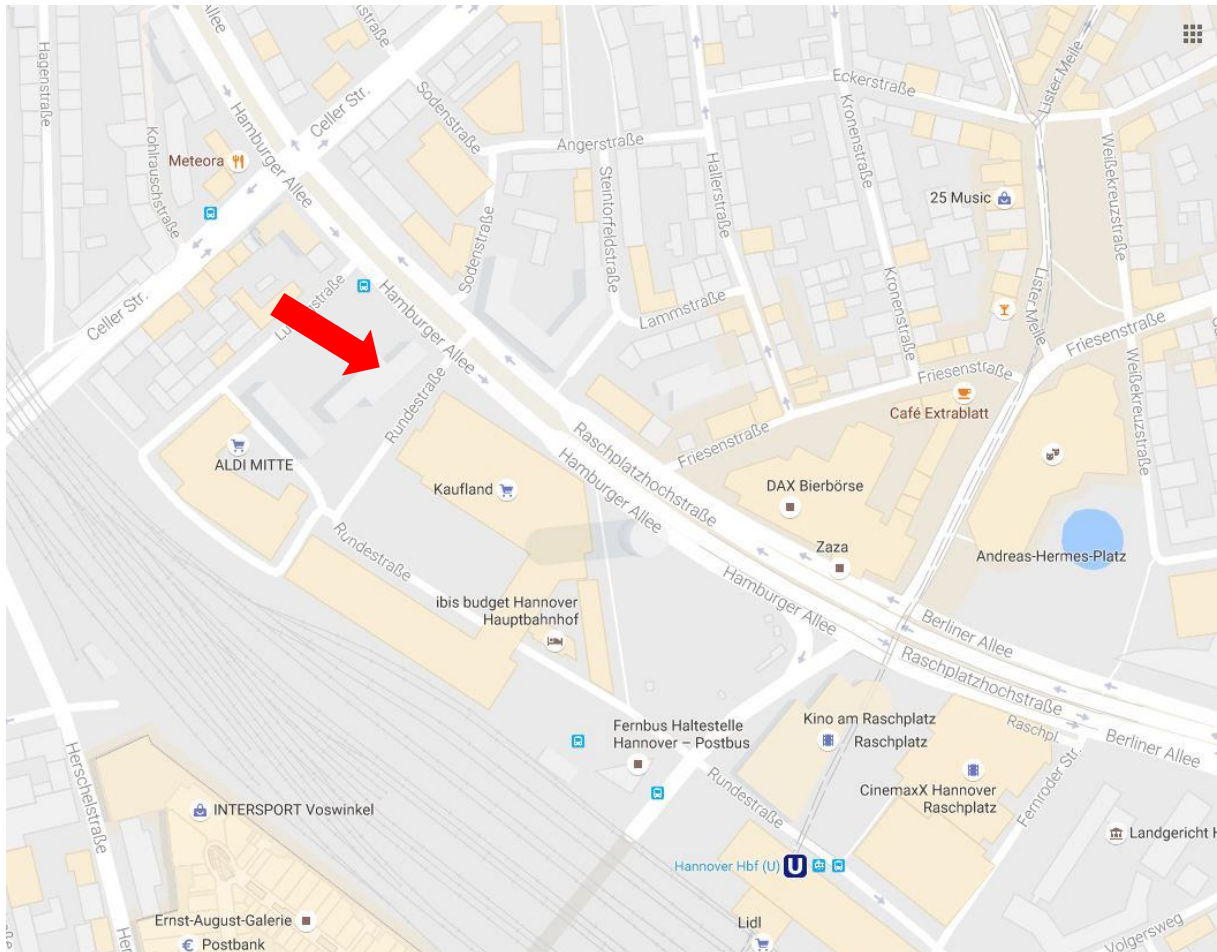 Allee
Hagenstraße
Kohlrauschstraße
Hamburger Allee
Celler Str.
Sodenstraße
Meteora
Angerstraße
Eckerstraße
Lister Meile
Kronenstraße
Hallerstraße
Steintorfeldstraße
Weißekreuzstraße
25 Music
Sodenstraße
Hamburger Allee
Lister Meile
Kronenstraße
Celler Str.
Lammstraße
Friesenstraße
Friesenstraße
Weißekreuzstraße
Rundestraße
Café Extrablatt
Raschplatzhochstraße
Friesenstraße
ALDI MITTE
Kaufland
Hamburger Allee
DAX Bierbörse
Rundestraße
Zaza
Andreas-Hermes-Platz
Hamburger Allee
ibis budget Hannover
Hauptbahnhof
Berliner Allee
Raschplatzhochstraße
Fernbus Haltestelle
Hannover – Postbus
Kino am Raschplatz
Raschplatz
Raschpl.
Berliner Allee
Herschelstraße
Rundestraße
CinemaxX Hannover
Raschplatz
Fernroder Str.
INTERSPORT Voswinkel
Landgericht H
Hannover Hbf (U)
U
Ernst-August-Galerie
Lidl
Volgersweg
Postbank
Her